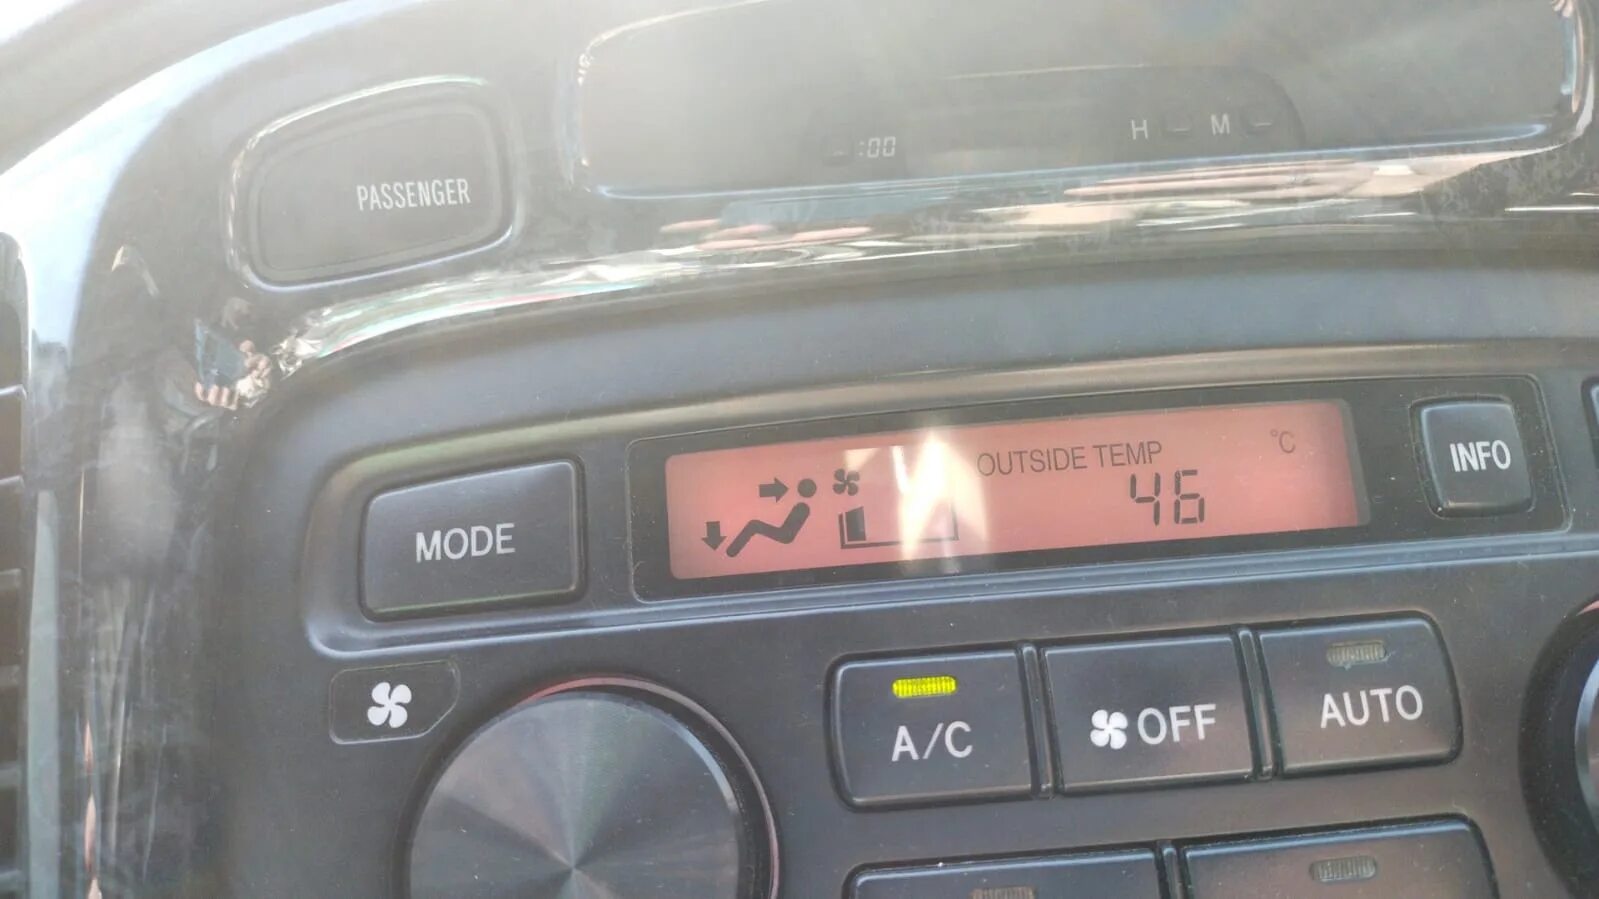 PASSENGER
:00
H
M
OUTSIDE TEMP
°C
46
INFO
MODE
A/C
OFF
AUTO